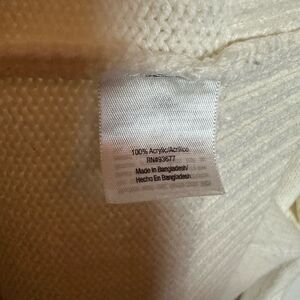 100% Acrylic/Acrílico
RN#93677
Made in Bangladesh/
Hecho En Bangladesh